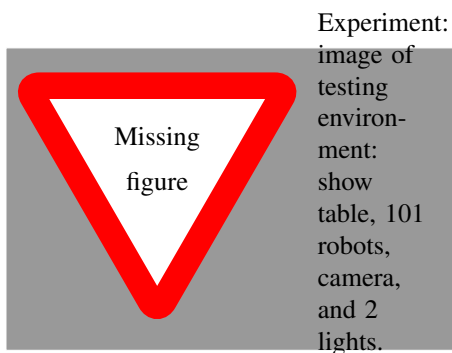 Missing
figure
Experiment:
image of
testing
environ-
ment:
show
table, 101
robots,
camera,
and 2
lights.